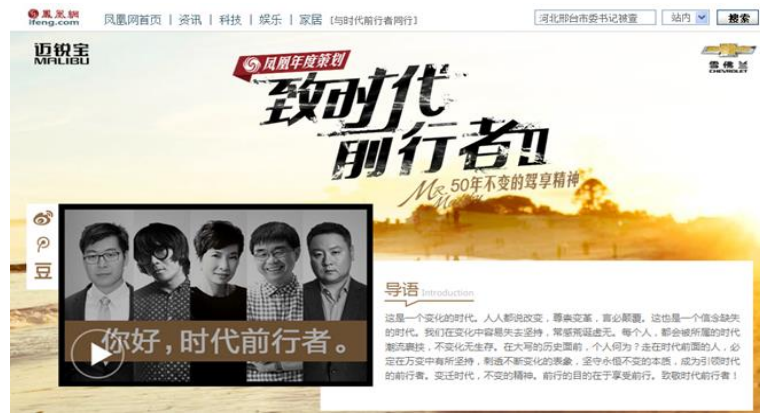 凤凰网
ifeng.com
凤凰网首页 | 资讯 | 科技 | 娱乐 | 家居 [与时代前行者同行]
河北邢台市委书记被查
站内
搜索
迈锐宝
MALIBU
雪佛兰
CHEVROLET
凤凰年度策划
致时代
前行者II
50年不变的驾享精神
Mr. Malibu
豆
你好,时代前行者。
导语 Introduction
这是一个变化的时代。人人都说改变,尊崇变革,言必颠覆。这也是一个信念缺失
的时代。我们在变化中容易失去坚持,常感荒诞虚无。每个人,都会被所属的时代
潮流裹挟,不变化无生存。在大写的历史面前,个人何为?走在时代前面的人,必
定在万变中有所坚持,刺透不断变化的表象,坚守永恒不变的本质,成为引领时代
的前行者。变迁时代,不变的精神。前行的目的在于享受前行。致敬时代前行者!